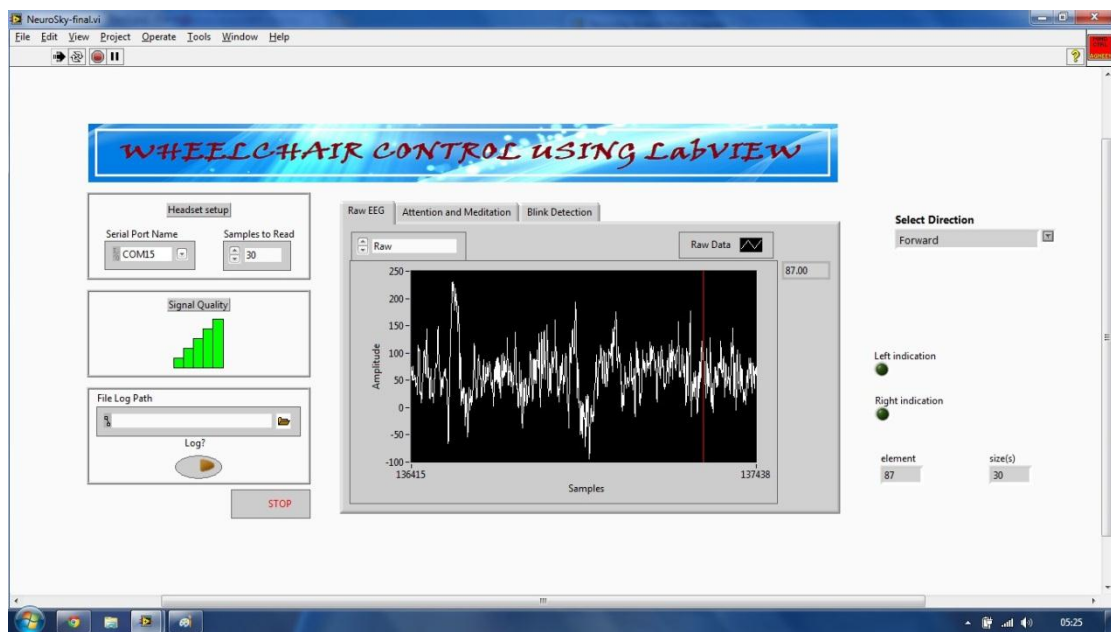 NeuroSky-final.vi
File Edit View Project Operate Tools Window Help
WHEELCHAIR CONTROL USING LabVIEW
Headset setup
Serial Port Name Samples to Read
COM15 30
Signal Quality
File Log Path
Log?
STOP
Raw EEG Attention and Meditation Blink Detection
Raw Raw Data
87.00
250
200
150
100
50
0
-50
-100
Amplitude
136415 137438
Samples
Select Direction
Forward
Left indication
Right indication
element size(s)
87 30
05:25